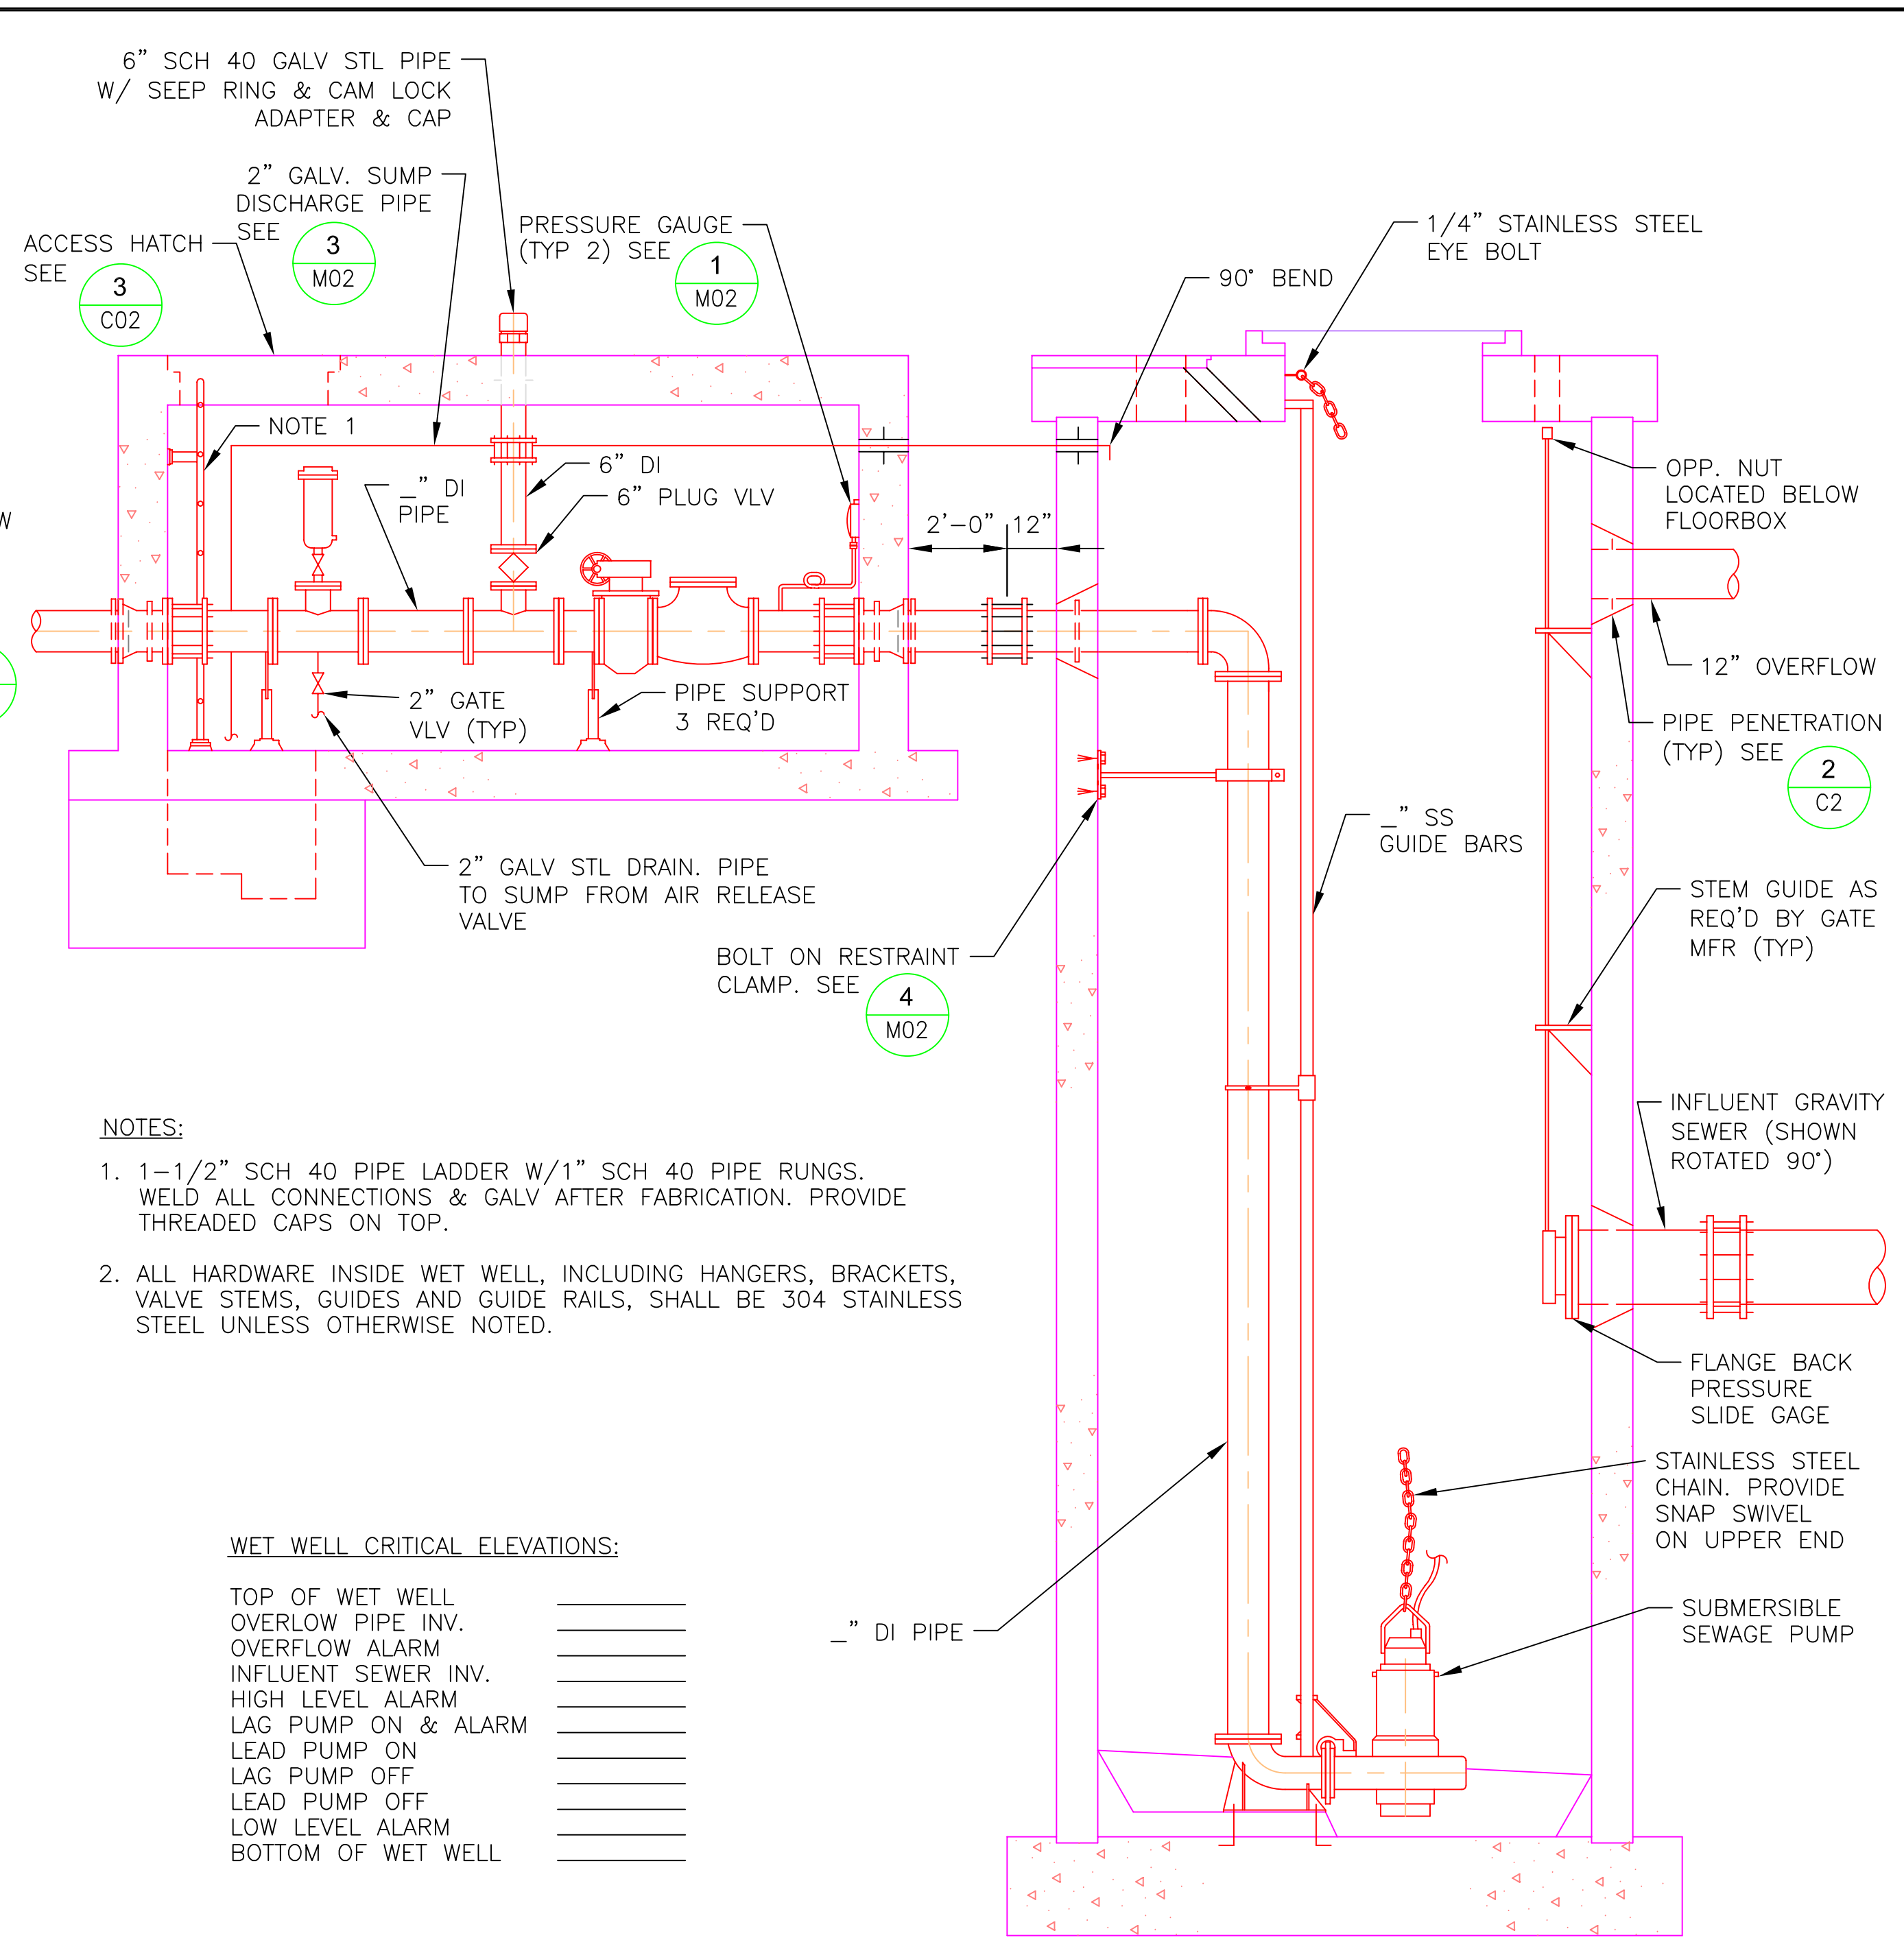 6" SCH 40 GALV STL PIPE
W/ SEEP RING & CAM LOCK
ADAPTER & CAP
2" GALV. SUMP
DISCHARGE PIPE
SEE
3
M02
ACCESS HATCH
SEE
3
C02
PRESSURE GAUGE
(TYP 2) SEE
1
M02
1/4" STAINLESS STEEL
EYE BOLT
90° BEND
NOTE 1
_" DI
PIPE
6" DI
6" PLUG VLV
2'-0"
12"
OPP. NUT
LOCATED BELOW
FLOORBOX
W
12" OVERFLOW
2" GATE
VLV (TYP)
PIPE SUPPORT
3 REQ'D
PIPE PENETRATION
(TYP) SEE
2
C2
_" SS
GUIDE BARS
2" GALV STL DRAIN. PIPE
TO SUMP FROM AIR RELEASE
VALVE
STEM GUIDE AS
REQ'D BY GATE
MFR (TYP)
BOLT ON RESTRAINT
CLAMP. SEE
4
M02
INFLUENT GRAVITY
SEWER (SHOWN
ROTATED 90°)
NOTES:
1. 1-1/2" SCH 40 PIPE LADDER W/1" SCH 40 PIPE RUNGS.
WELD ALL CONNECTIONS & GALV AFTER FABRICATION. PROVIDE
THREADED CAPS ON TOP.
2. ALL HARDWARE INSIDE WET WELL, INCLUDING HANGERS, BRACKETS,
VALVE STEMS, GUIDES AND GUIDE RAILS, SHALL BE 304 STAINLESS
STEEL UNLESS OTHERWISE NOTED.
FLANGE BACK
PRESSURE
SLIDE GAGE
STAINLESS STEEL
CHAIN. PROVIDE
SNAP SWIVEL
ON UPPER END
SUBMERSIBLE
SEWAGE PUMP
_" DI PIPE
WET WELL CRITICAL ELEVATIONS:
TOP OF WET WELL
OVERLOW PIPE INV.
OVERFLOW ALARM
INFLUENT SEWER INV.
HIGH LEVEL ALARM
LAG PUMP ON & ALARM
LEAD PUMP ON
LAG PUMP OFF
LEAD PUMP OFF
LOW LEVEL ALARM
BOTTOM OF WET WELL